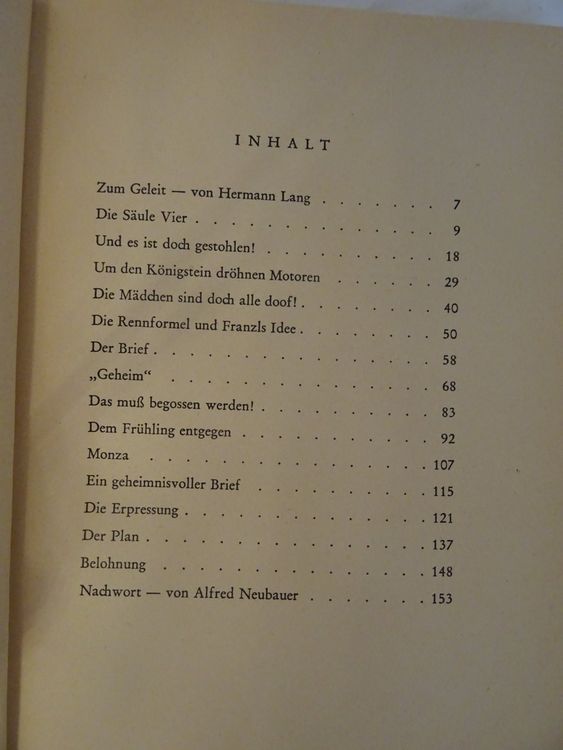 INHALT
Zum Geleit — von Hermann Lang . . . . . . . 7
Die Säule Vier . . . . . . . . . . . . 9
Und es ist doch gestohlen! . . . . . . . . . 18
Um den Königstein dröhnen Motoren . . . . . . 29
Die Mädchen sind doch alle doof! . . . . . . . . 40
Die Rennformel und Franzls Idee . . . . . . . . 50
Der Brief . . . . . . . . . . . . . . 58
„Geheim“ . . . . . . . . . . . . . . 68
Das muß begossen werden! . . . . . . . . . . 83
Dem Frühling entgegen . . . . . . . . . . . 92
Monza . . . . . . . . . . . . . . . 107
Ein geheimnisvoller Brief . . . . . . . . . . 115
Die Erpressung . . . . . . . . . . . . . 121
Der Plan . . . . . . . . . . . . . . . 137
Belohnung . . . . . . . . . . . . . . 148
Nachwort — von Alfred Neubauer . . . . . . . 153